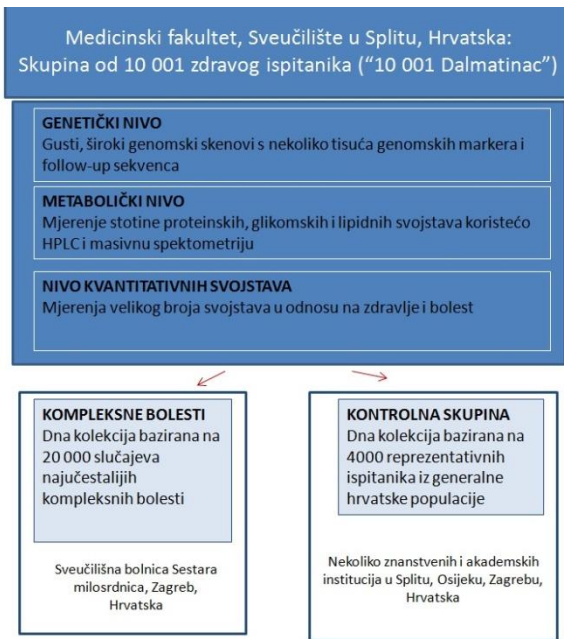 Medicinski fakultet, Sveučilište u Splitu, Hrvatska:
Skupina od 10 001 zdravog ispitanika (“10 001 Dalmatinac”)
GENETIČKI NIVO
Gusti, široki genomski skenovi s nekoliko tisuća genomskih markera i
follow-up sekvenca
METABOLIČKI NIVO
Mjerenje stotine proteinskih, glikomskih i lipidnih svojstava koristećo
HPLC i masivnu spektometriju
NIVO KVANTITATIVNIH SVOJSTAVA
Mjerenja velikog broja svojstava u odnosu na zdravlje i bolest
KOMPLEKSNE BOLESTI
Dna kolekcija bazirana na
20 000 slučajeva
najučestalijih
kompleksnih bolesti
Sveučilišna bolnica Sestara
milosrdnica, Zagreb,
Hrvatska
KONTROLNA SKUPINA
Dna kolekcija bazirana na
4000 reprezentativnih
ispitanika iz generalne
hrvatske populacije
Nekoliko znanstvenih i akademskih
institucija u Splitu, Osijeku, Zagrebu,
Hrvatska